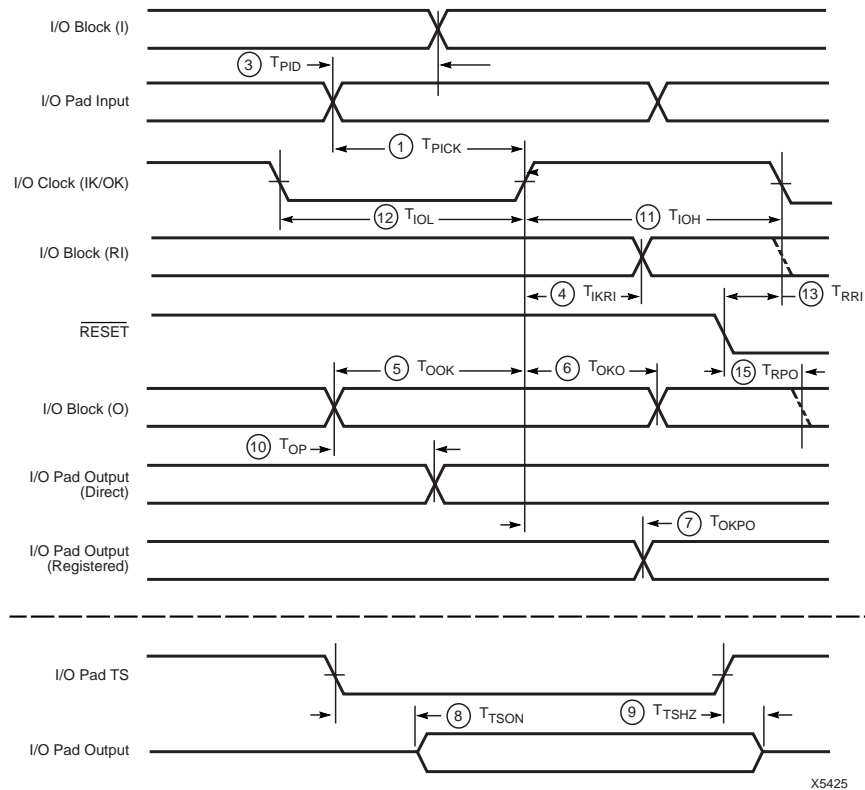 I/O Block (I)
3 TPID
I/O Pad Input
1 TPICK
I/O Clock (IK/OK)
12 TIOL
11 TIOH
I/O Block (RI)
4 TIKRI
13 TRRI
RESET
5 TOOK
6 TOKO
15 TRPO
I/O Block (O)
10 TOP
I/O Pad Output
(Direct)
7 TOKPO
I/O Pad Output
(Registered)
I/O Pad TS
8 TTSON
9 TTSHZ
I/O Pad Output
X5425